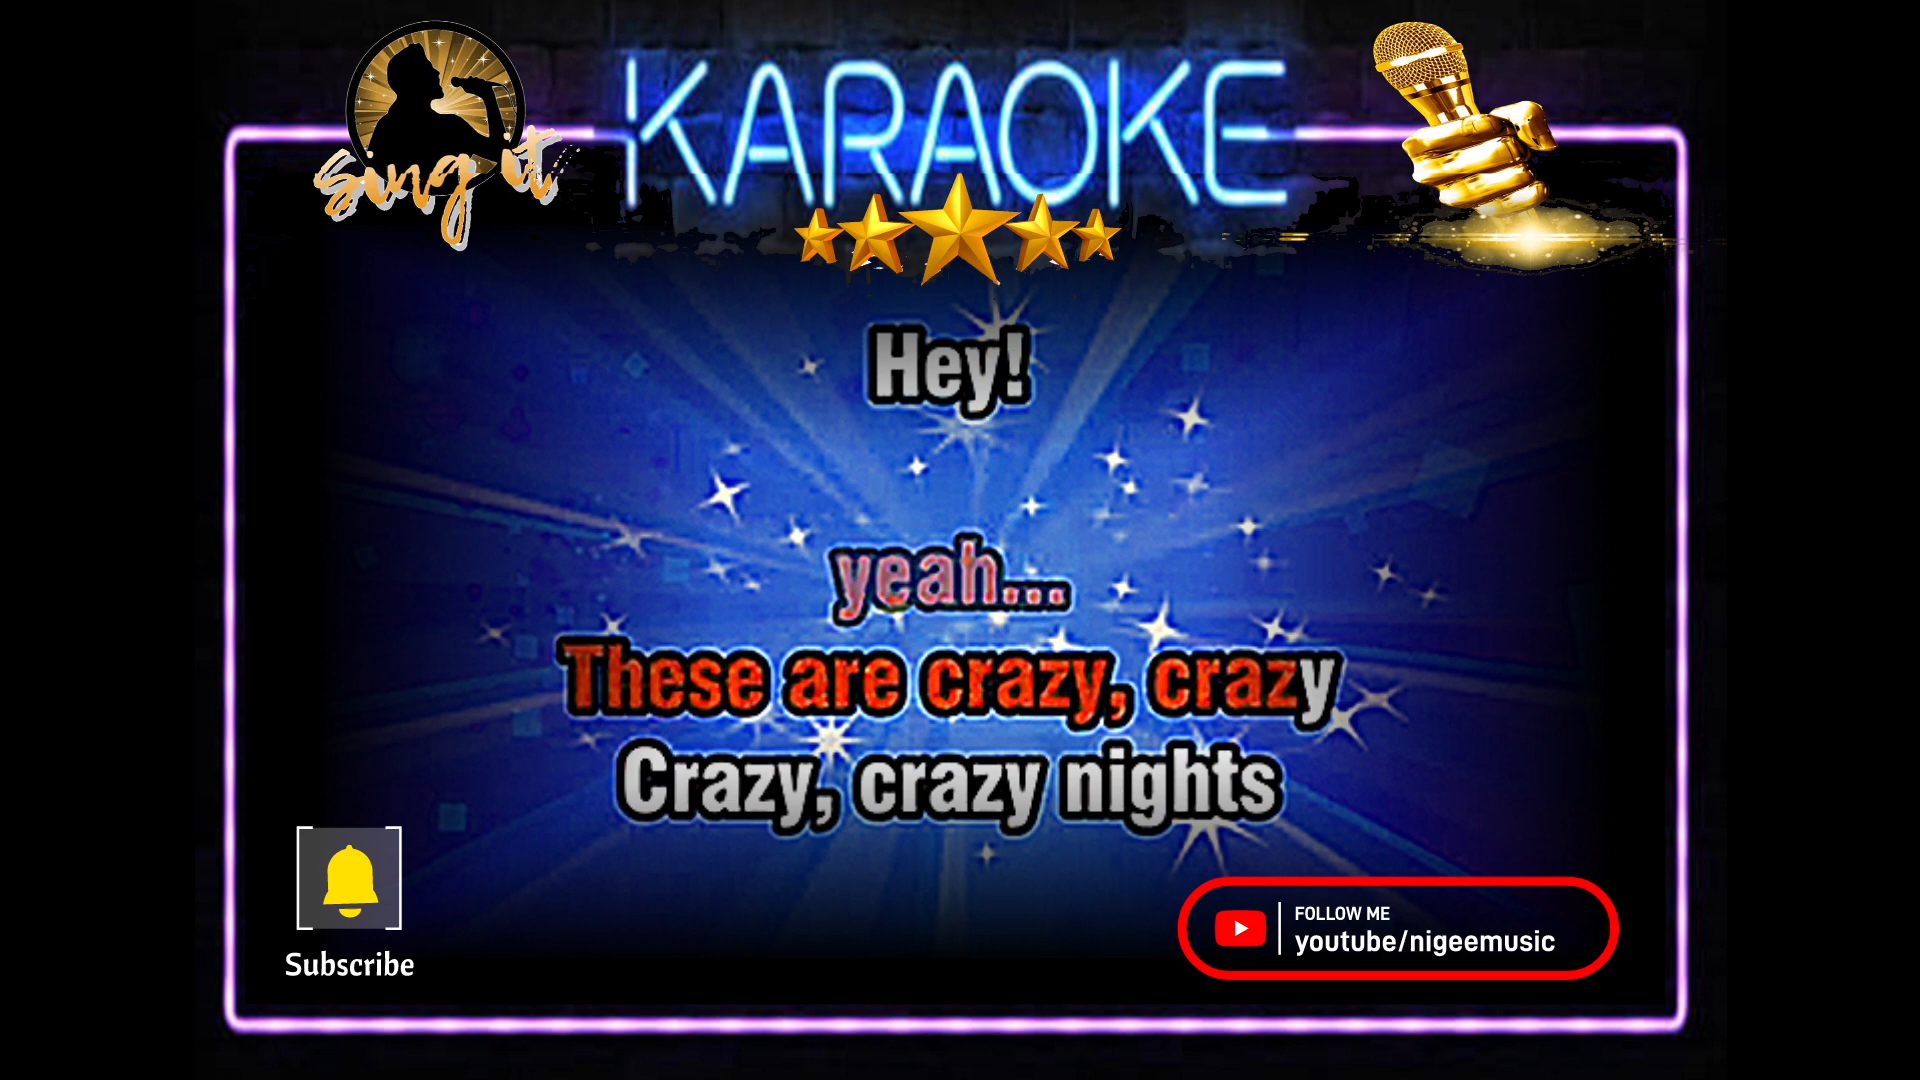 sing it
KARAOKE
Hey!
yeah...
These are crazy, crazy
Crazy, crazy nights
Subscribe
FOLLOW ME
youtube/nigeemusic